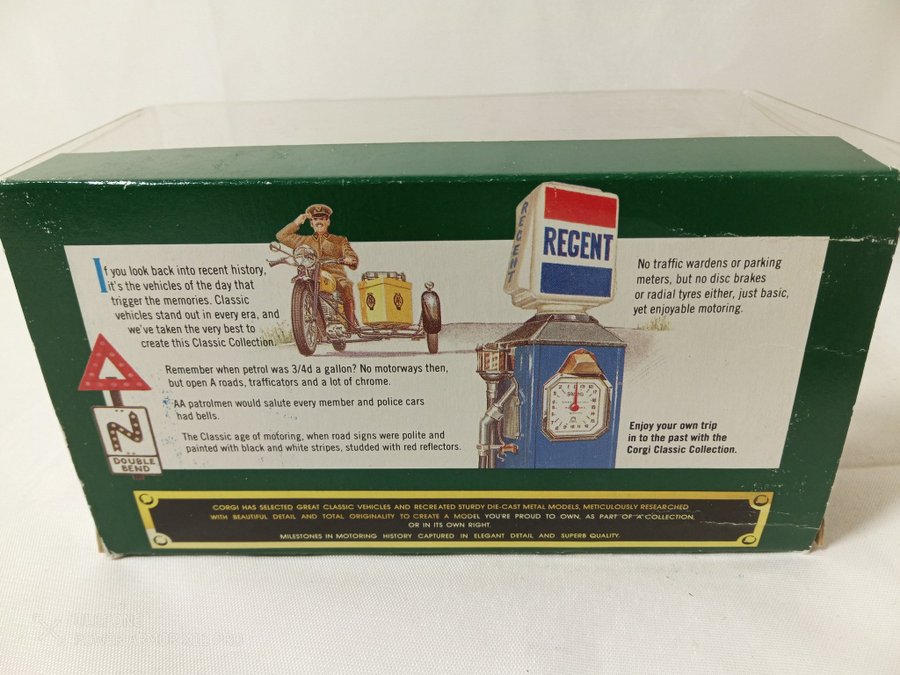 If you look back into recent history,
it's the vehicles of the day that
trigger the memories. Classic
vehicles stand out in every era, and
we've taken the very best to
create this Classic Collection.
Remember when petrol was 3/4d a gallon? No motorways then,
but open A roads, trafficators and a lot of chrome.
AA patrolmen would salute every member and police cars
had bells.
The Classic age of motoring, when road signs were polite and
painted with black and white stripes, studded with red reflectors.
DOUBLE
BEND
REGENT
REGENT
No traffic wardens or parking
meters, but no disc brakes
or radial tyres either, just basic,
yet enjoyable motoring.
Enjoy your own trip
in to the past with the
Corgi Classic Collection.
CORGI HAS SELECTED GREAT CLASSIC VEHICLES AND RECREATED STURDY DIE-CAST METAL MODELS, METICULOUSLY RESEARCHED
WITH BEAUTIFUL DETAIL AND TOTAL ORIGINALITY TO CREATE A MODEL YOU'RE PROUD TO OWN, AS PART OF A COLLECTION,
OR IN ITS OWN RIGHT.
MILESTONES IN MOTORING HISTORY CAPTURED IN ELEGANT DETAIL AND SUPERB QUALITY.